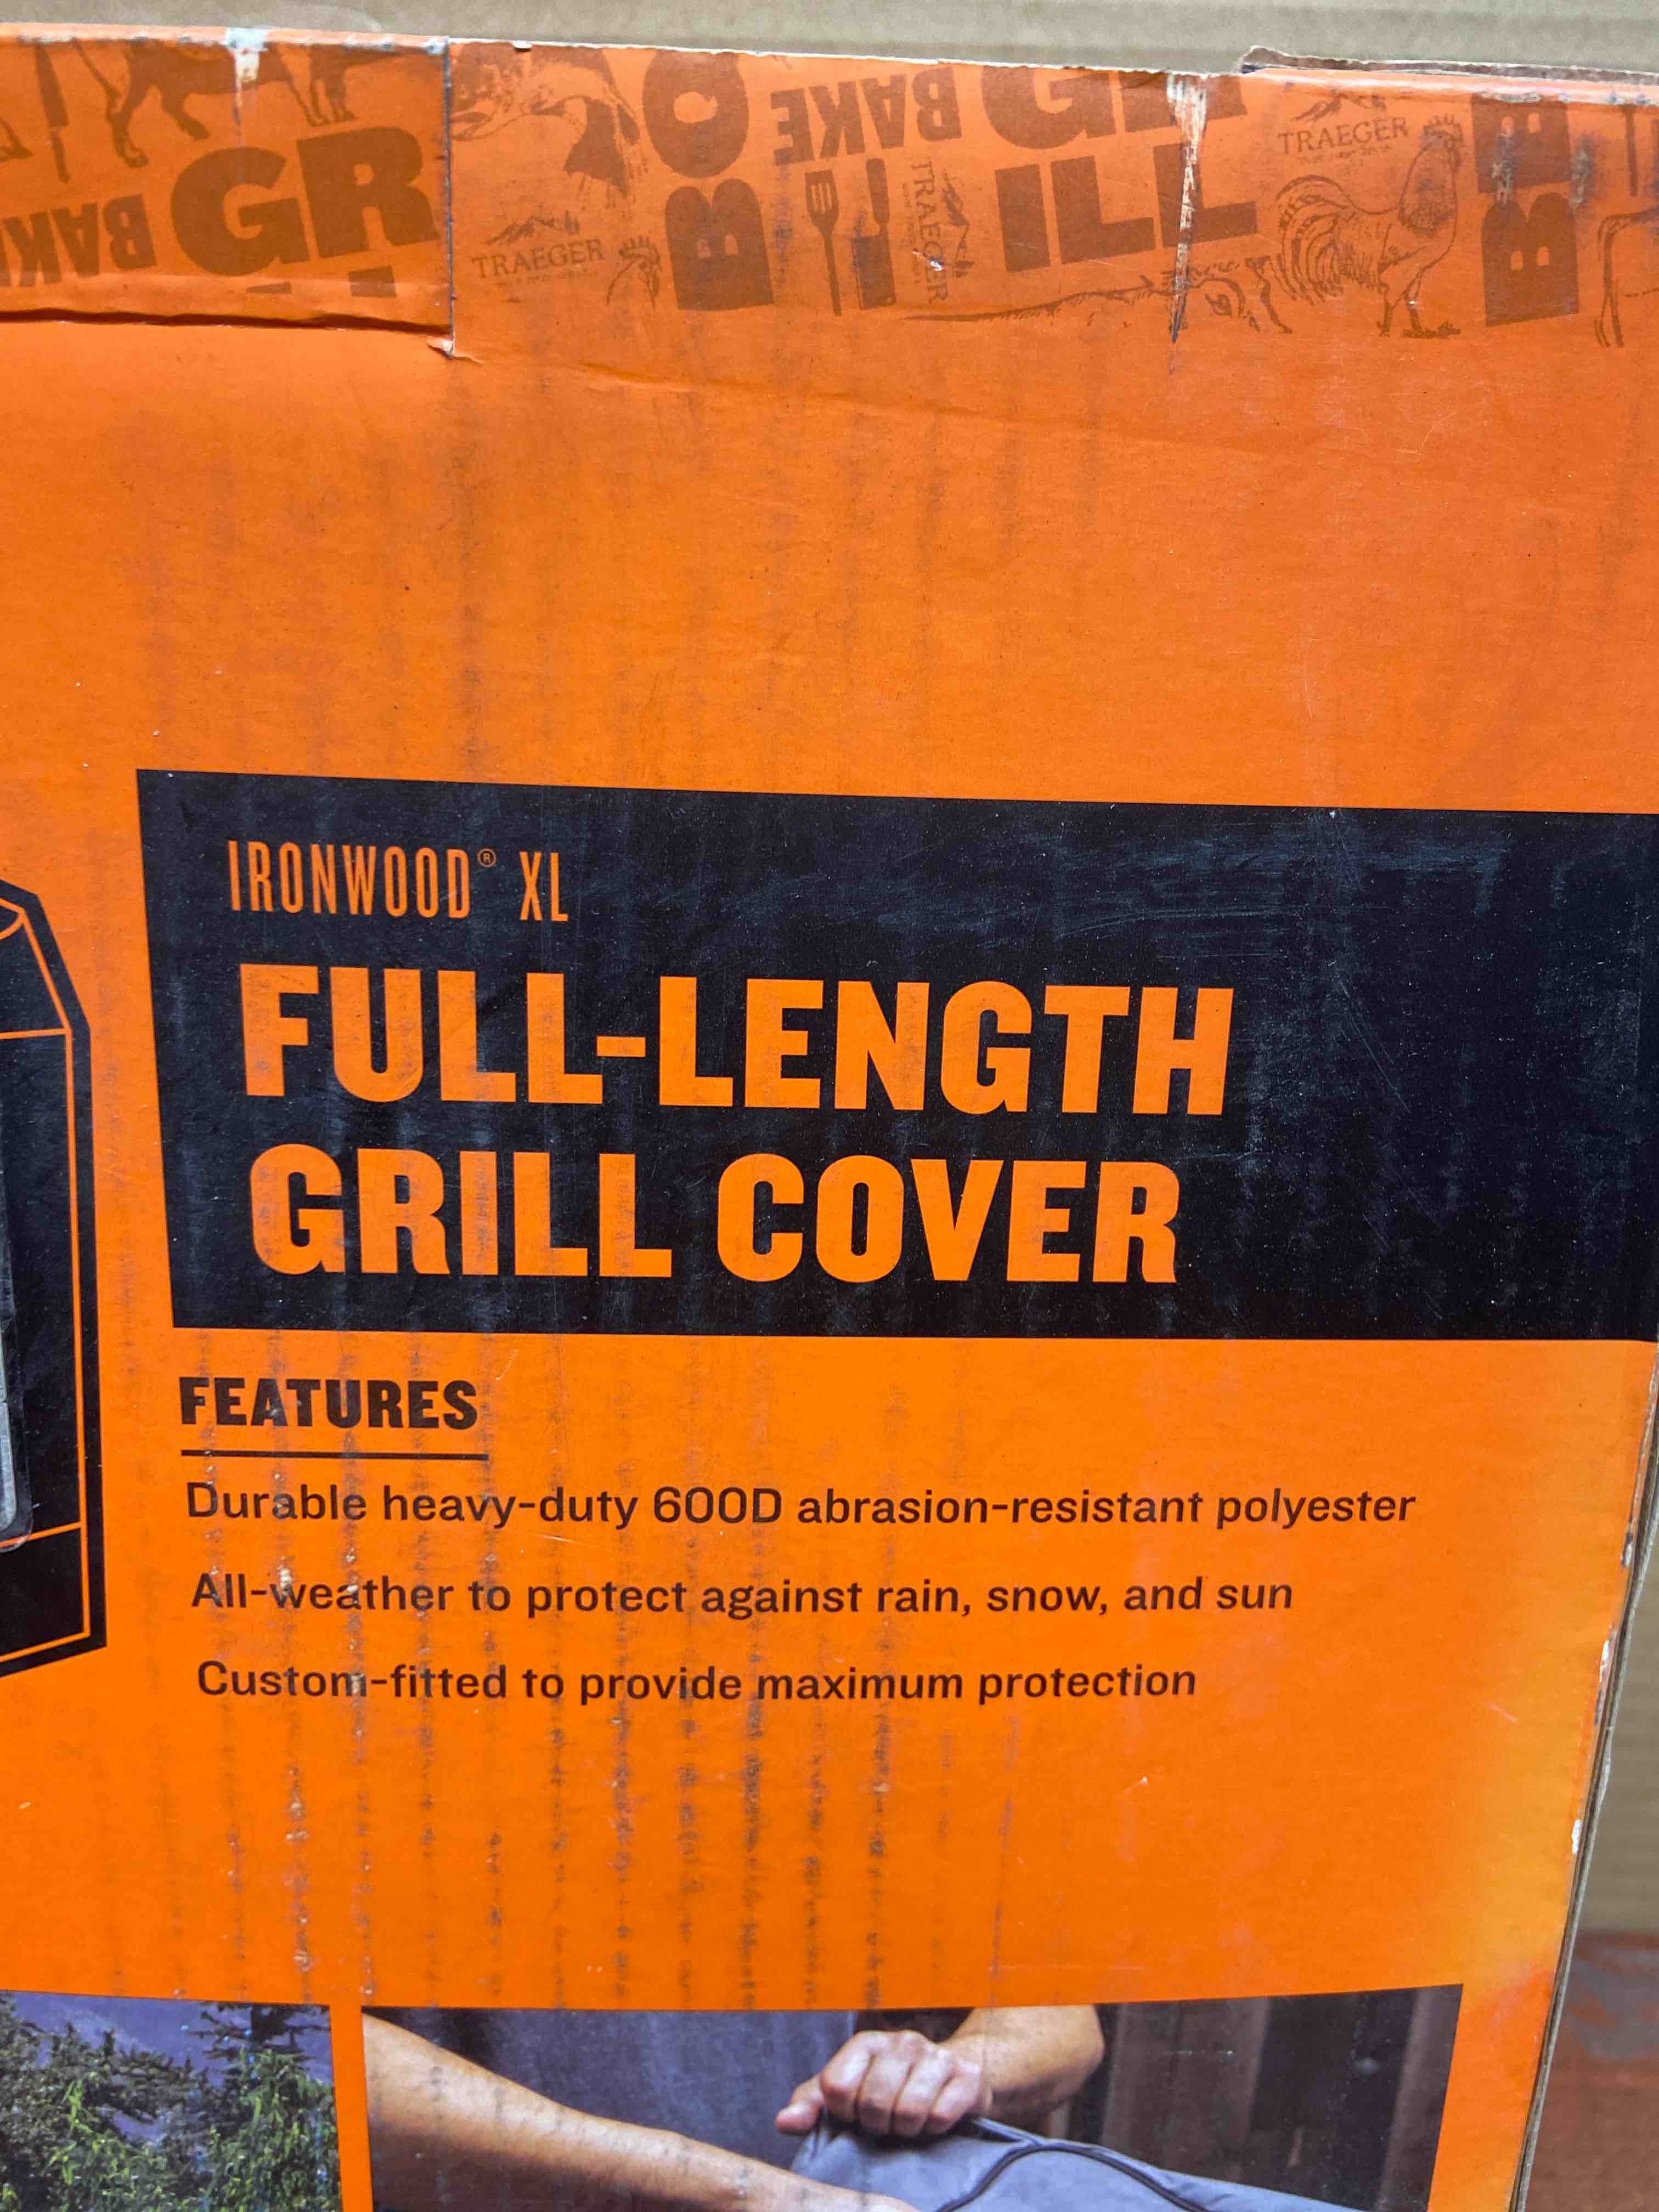 BAKE
GR
BAKE
GRILL
TRAEGER
TRAEGER
TRAEGER
IRONWOOD® XL
FULL-LENGTH
GRILL COVER
FEATURES
Durable heavy-duty 600D abrasion-resistant polyester
All-weather to protect against rain, snow, and sun
Custom-fitted to provide maximum protection